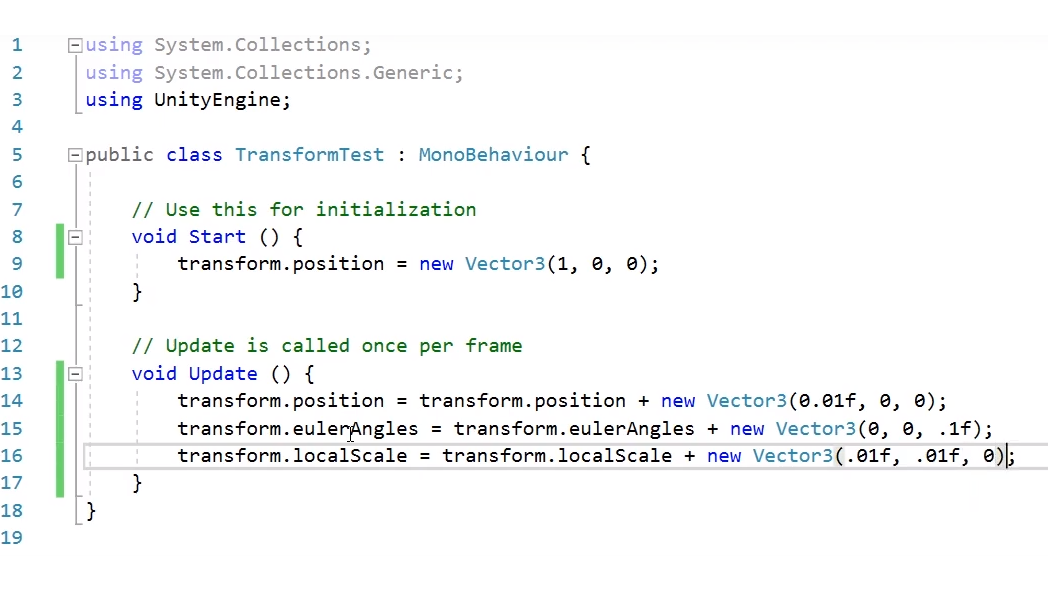 1 using System.Collections;
2 using System.Collections.Generic;
3 using UnityEngine;
4
5 public class TransformTest : MonoBehaviour {
6
7 // Use this for initialization
8 void Start () {
9 transform.position = new Vector3(1, 0, 0);
10 }
11
12 // Update is called once per frame
13 void Update () {
14 transform.position = transform.position + new Vector3(0.01f, 0, 0);
15 transform.eulerAngles = transform.eulerAngles + new Vector3(0, 0, .1f);
16 transform.localScale = transform.localScale + new Vector3(.01f, .01f, 0);
17 }
18 }
19